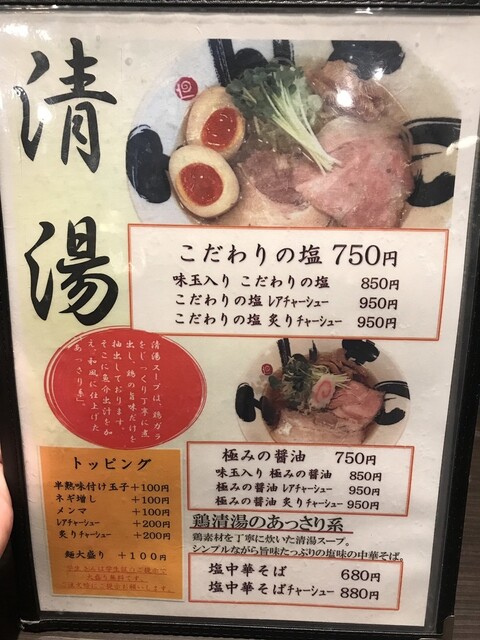 清湯
こだわりの塩 750円
味玉入り こだわりの塩 850円
こだわりの塩 レアチャーシュー 950円
こだわりの塩 炙りチャーシュー 950円
清湯スープは、鶏ガラ
をじっくり丁寧に煮
出し、鶏の旨味だけを
抽出しております。
そこに魚介出汁を加
え、和風に仕上げた
「あっさり系」。
極みの醤油 750円
味玉入り 極みの醤油 850円
極みの醤油 レアチャーシュー 950円
極みの醤油 炙りチャーシュー 950円
トッピング
半熟味付け玉子 +100円
ネギ増し +100円
メンマ +100円
レアチャーシュー +200円
炙りチャーシュー +200円
麺大盛り +100円
大盛り無料です。
鶏清湯のあっさり系
鶏素材を丁寧に炊いた清湯スープ。
シンプルながら旨味たっぷりの塩味の中華そば。
塩中華そば 680円
塩中華そばチャーシュー 880円